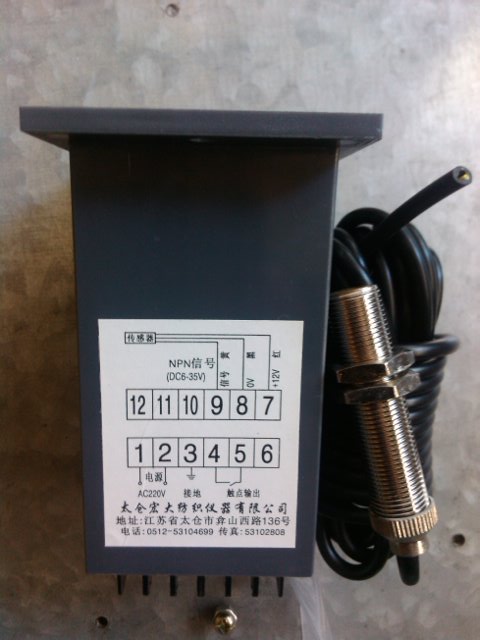 传感器
NPN信号
(DC6-35V)
信号 黄
0V 黑
+12V 红
12 11 10 9 8 7
1 2 3 4 5 6
电源
AC220V 接地 触点输出
太仓宏大纺织仪器有限公司
地址:江苏省太仓市弇山西路136号
电话:0512-53104699 传真:53102808